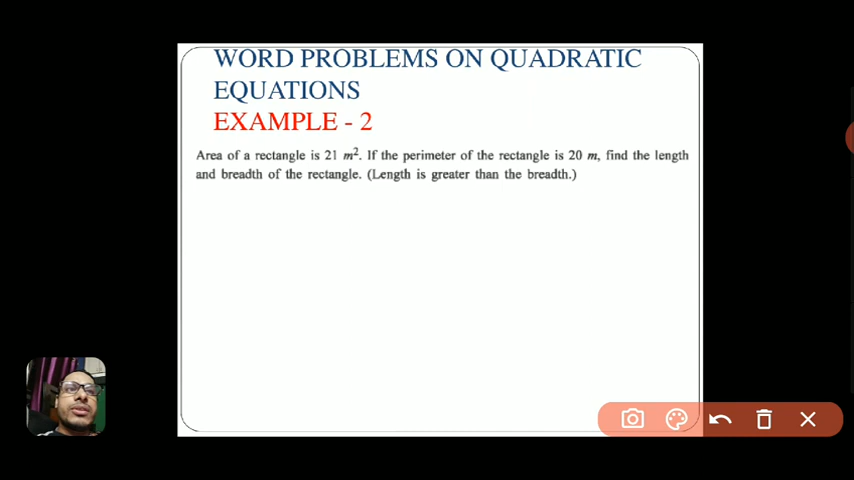 WORD PROBLEMS ON QUADRATIC
EQUATIONS
EXAMPLE - 2
Area of a rectangle is 21 m². If the perimeter of the rectangle is 20 m, find the length
and breadth of the rectangle. (Length is greater than the breadth.)